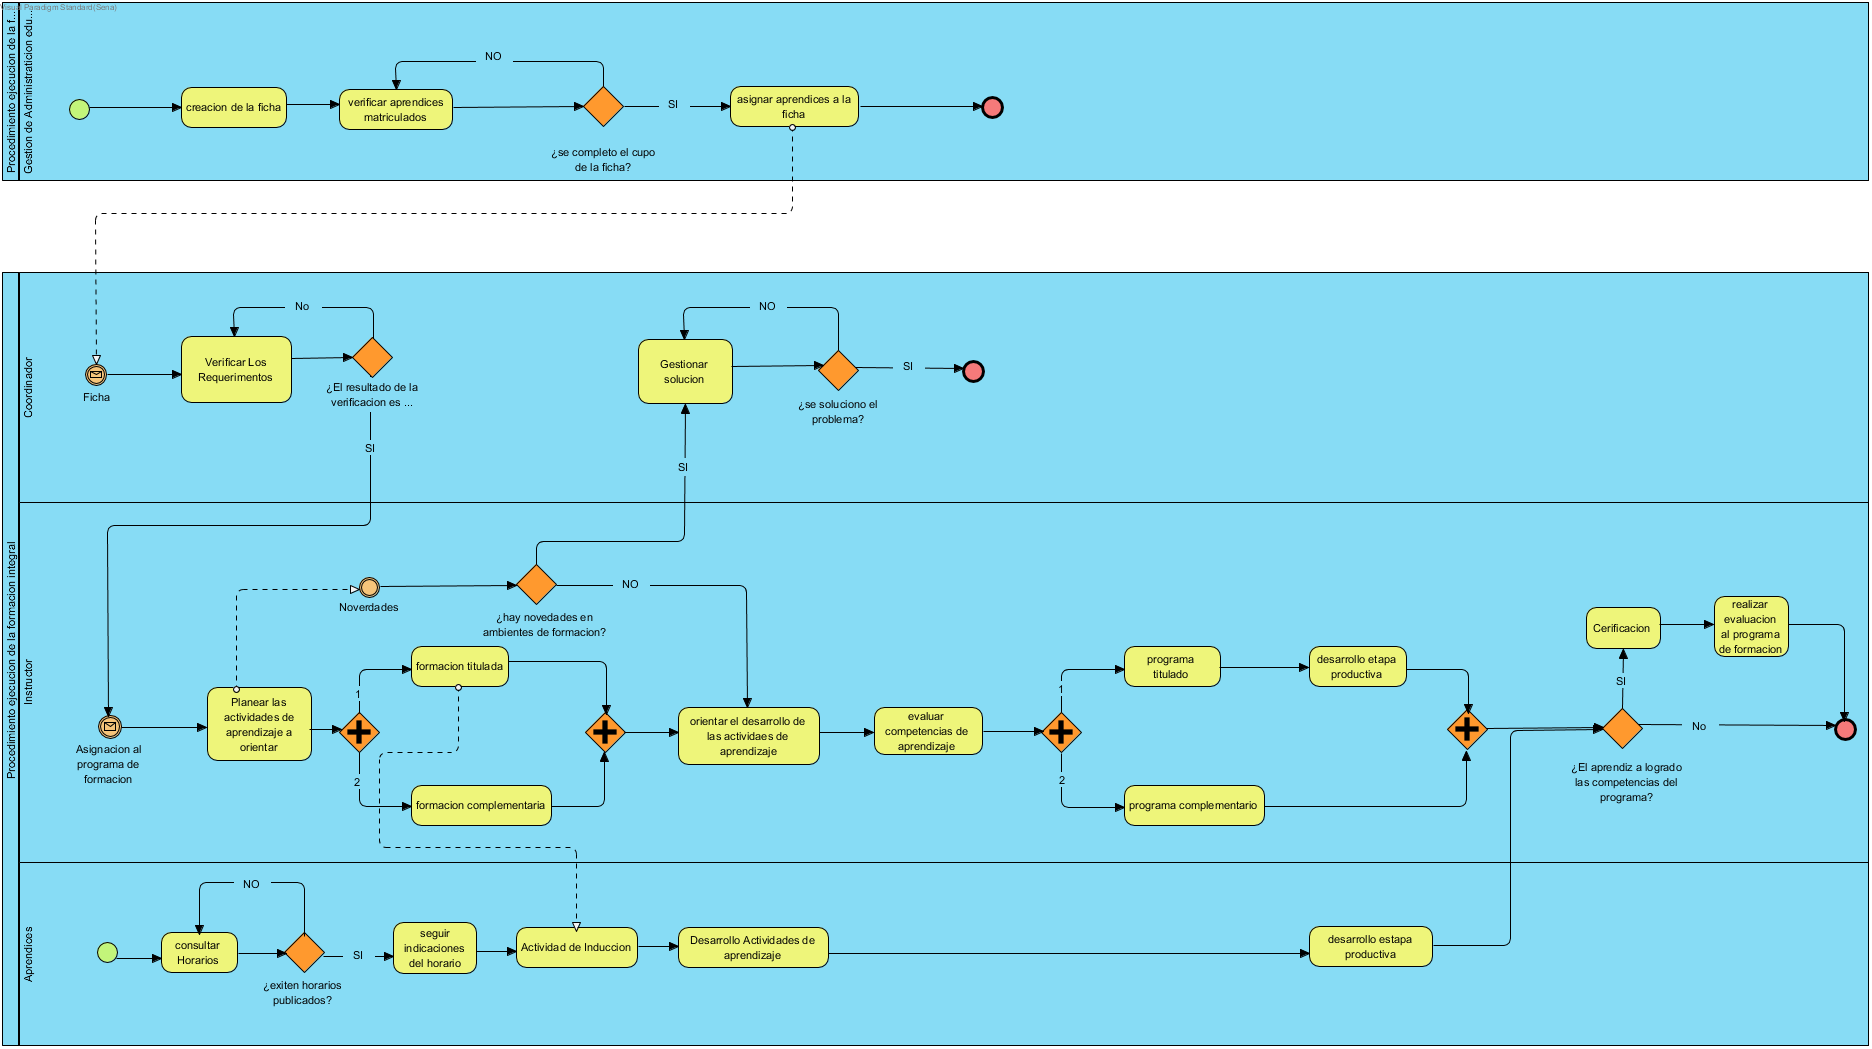 Visual Paradigm Standard(Sena)
Procedimiento ejecucion de la f...
Gestion de Administraticion edu...
creacion de la ficha
verificar aprendices
matriculados
NO
¿se completo el cupo
de la ficha?
SI
asignar aprendices a la
ficha
Procedimiento ejecucion de la formacion integral
Coordinador
Ficha
Verificar Los
Requerimentos
No
¿El resultado de la
verificacion es ...
SI
Gestionar
solucion
NO
¿se soluciono el
problema?
SI
SI
Instructor
Asignacion al
programa de
formacion
Planear las
actividades de
aprendizaje a
orientar
Noverdades
¿hay novedades en
ambientes de formacion?
NO
1
formacion titulada
2
formacion complementaria
orientar el desarrollo de
las actividaes de
aprendizaje
evaluar
competencias de
aprendizaje
1
programa
titulado
desarrollo etapa
productiva
2
programa complementario
¿El aprendiz a logrado
las competencias del
programa?
SI
No
Cerificacion
realizar
evaluacion
al programa
de formacion
Aprendices
consultar
Horarios
NO
¿exiten horarios
publicados?
SI
seguir
indicaciones
del horario
Actividad de Induccion
Desarrollo Actividades de
aprendizaje
desarrollo estapa
productiva